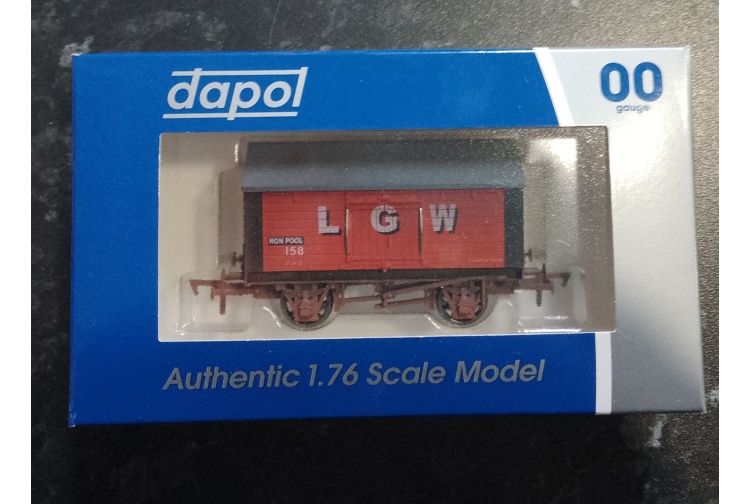 dapol
00
gauge
L G W
NON POOL
158
Authentic 1.76 Scale Model